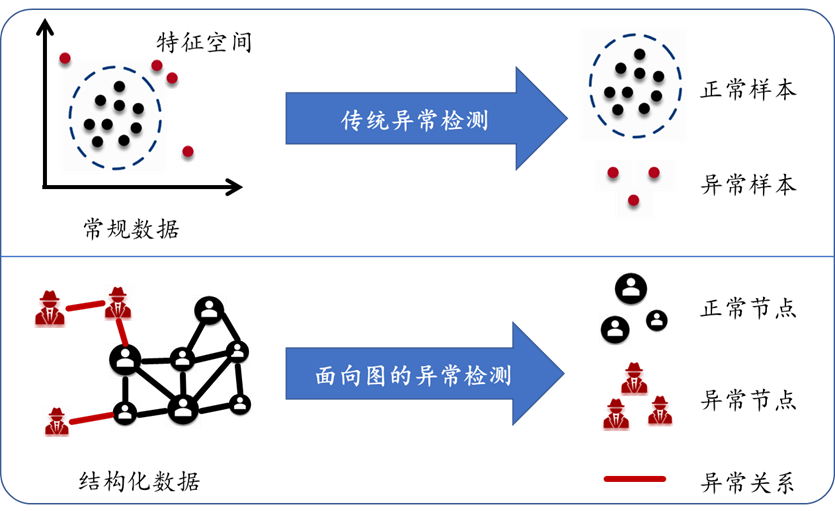 特征空间
传统异常检测
正常样本
异常样本
常规数据
正常节点
面向图的异常检测
异常节点
结构化数据
异常关系